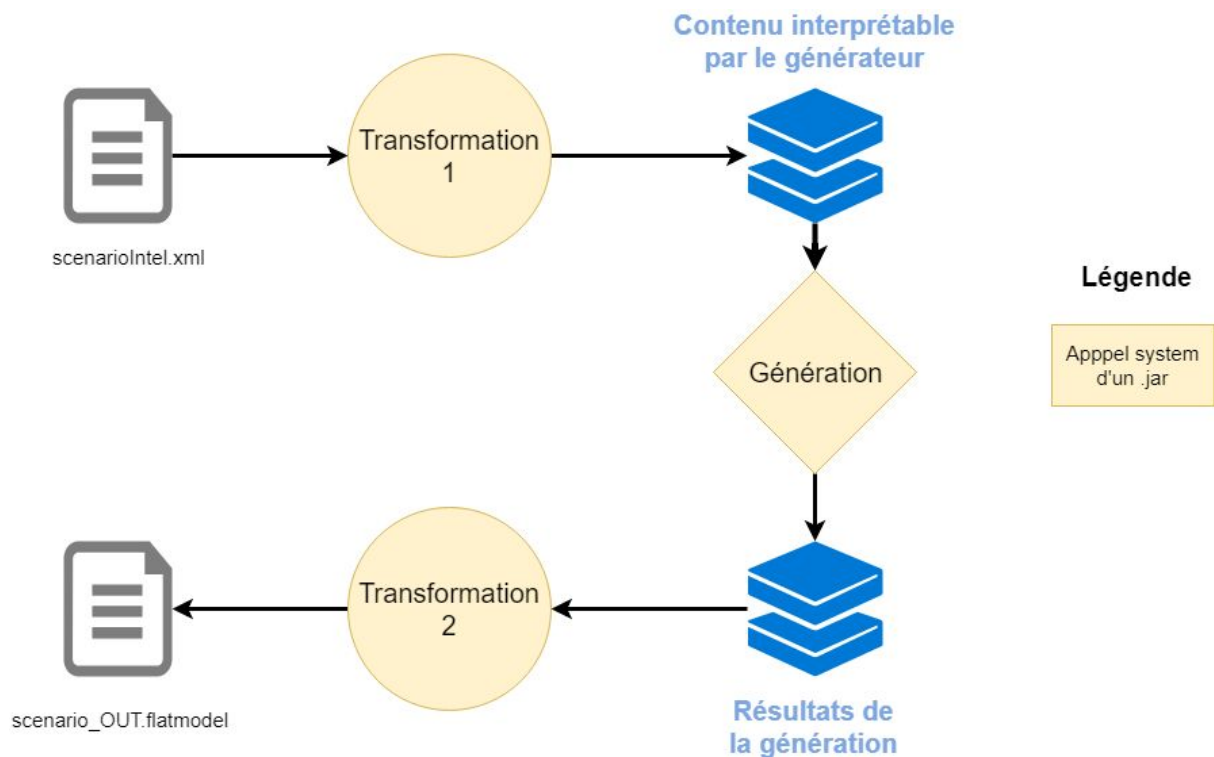 Contenu interprétable
par le générateur
Transformation
1
scenarioIntel.xml
Légende
Apppel system
d'un .jar
Génération
Transformation
2
scenario_OUT.flatmodel
Résultats de
la génération